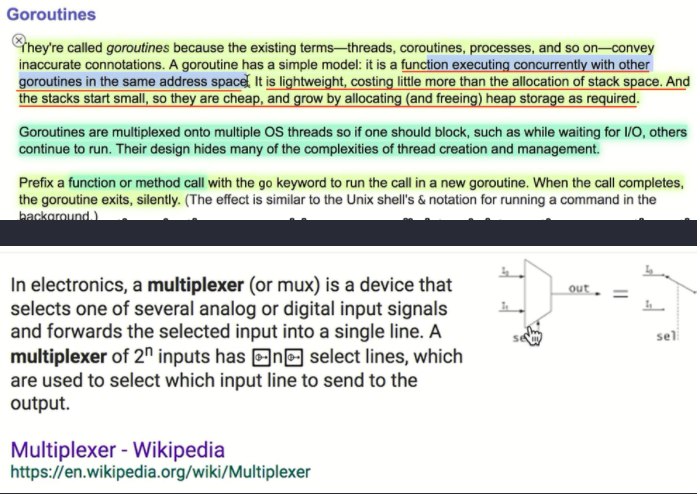 Goroutines
They're called goroutines because the existing terms—threads, coroutines, processes, and so on—convey
inaccurate connotations. A goroutine has a simple model: it is a function executing concurrently with other
goroutines in the same address space. It is lightweight, costing little more than the allocation of stack space. And
the stacks start small, so they are cheap, and grow by allocating (and freeing) heap storage as required.
Goroutines are multiplexed onto multiple OS threads so if one should block, such as while waiting for I/O, others
continue to run. Their design hides many of the complexities of thread creation and management.
Prefix a function or method call with the go keyword to run the call in a new goroutine. When the call completes,
the goroutine exits, silently. (The effect is similar to the Unix shell's & notation for running a command in the
background.)
In electronics, a multiplexer (or mux) is a device that
selects one of several analog or digital input signals
and forwards the selected input into a single line. A
multiplexer of 2ⁿ inputs has n select lines, which
are used to select which input line to send to the
output.
Multiplexer - Wikipedia
https://en.wikipedia.org/wiki/Multiplexer
I₀
I₁
out
=
I₀
I₁
sel